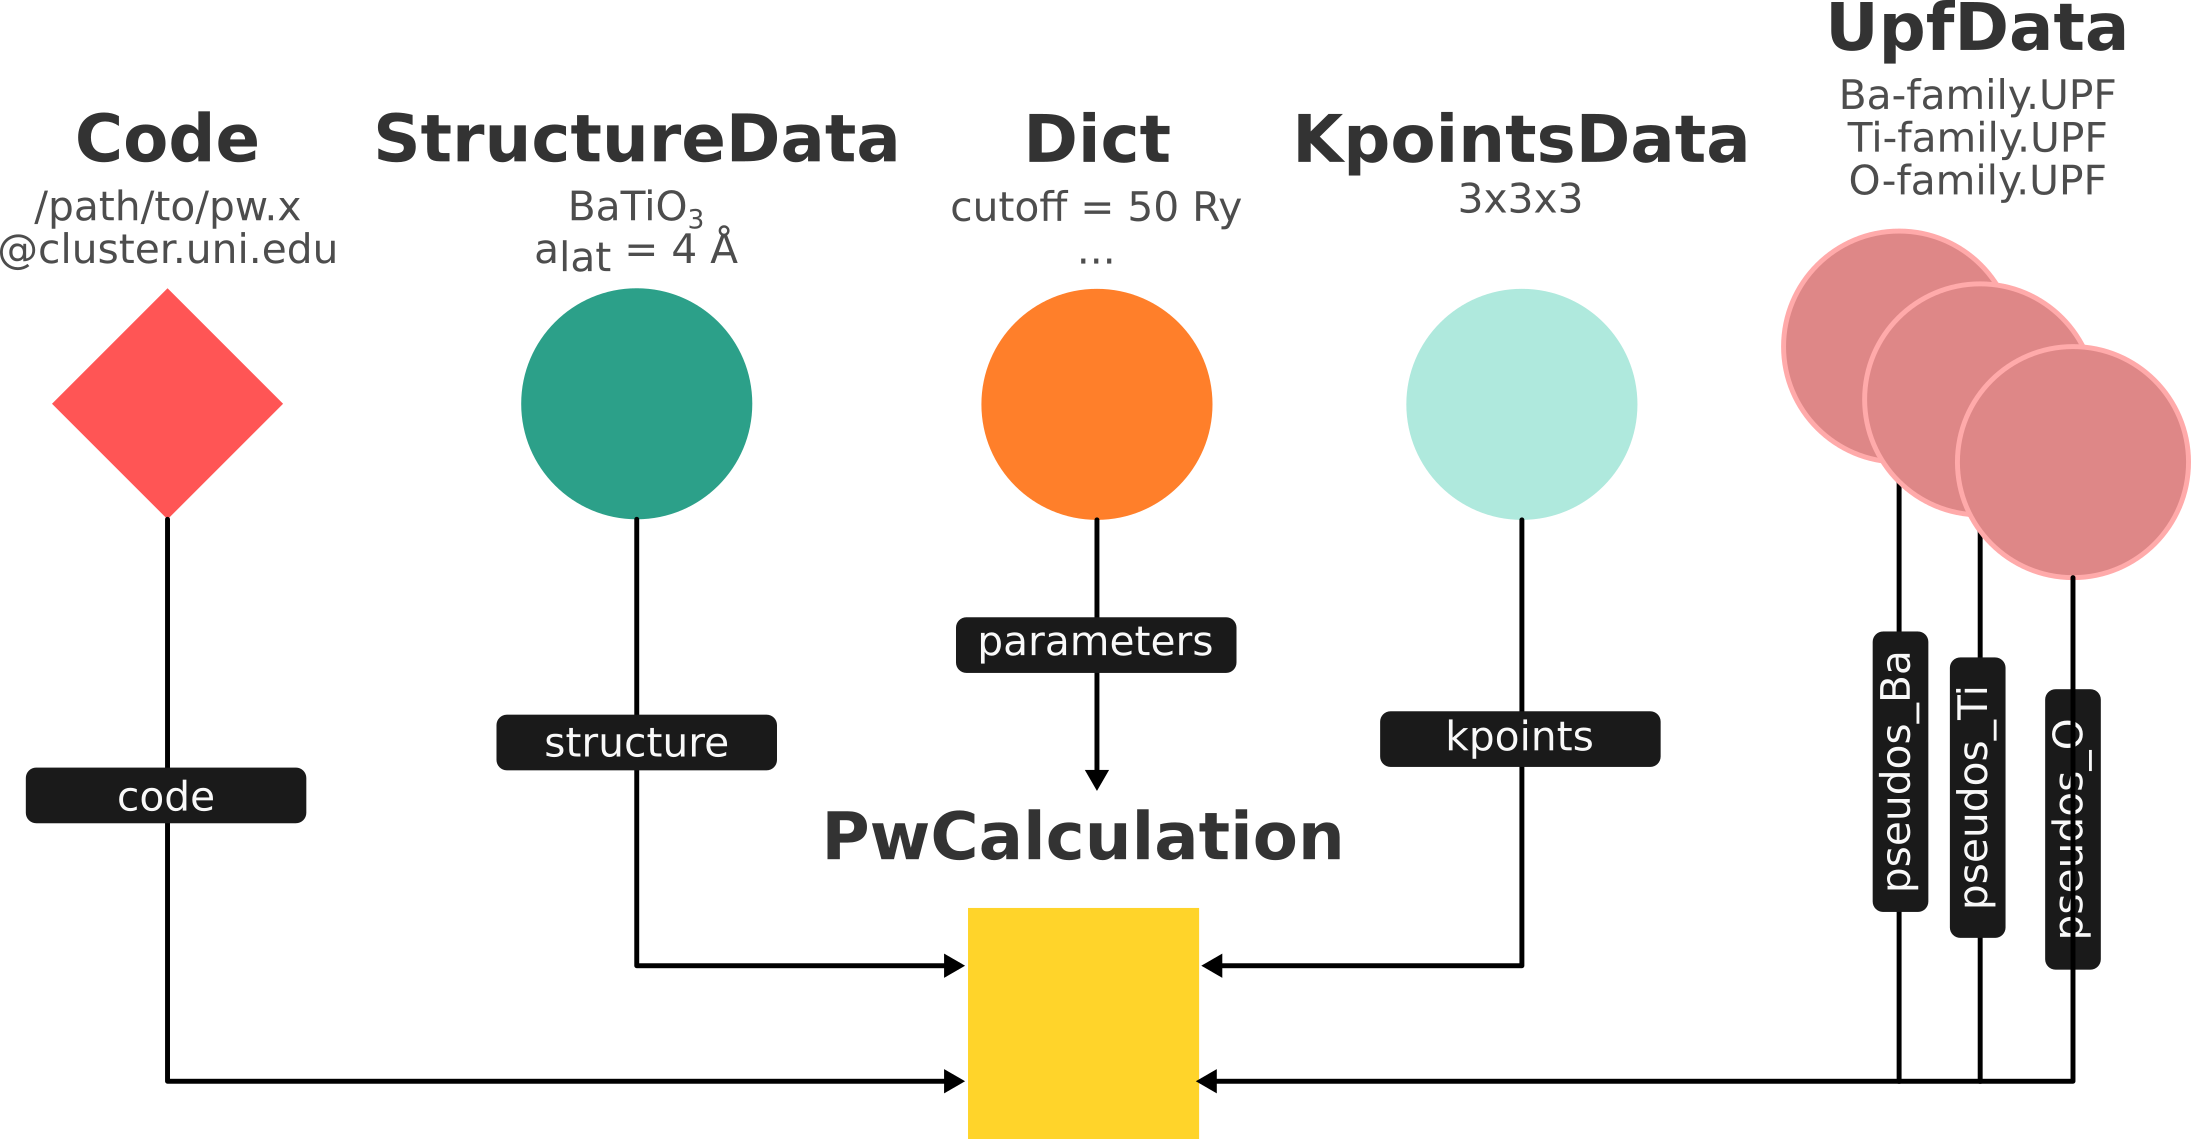 Code
/path/to/pw.x
@cluster.uni.edu
StructureData
BaTiO₃
alat = 4 Å
Dict
cutoff = 50 Ry
...
KpointsData
3x3x3
UpfData
Ba-family.UPF
Ti-family.UPF
O-family.UPF
code
structure
parameters
kpoints
pseudos_Ba
pseudos_Ti
pseudos_O
PwCalculation